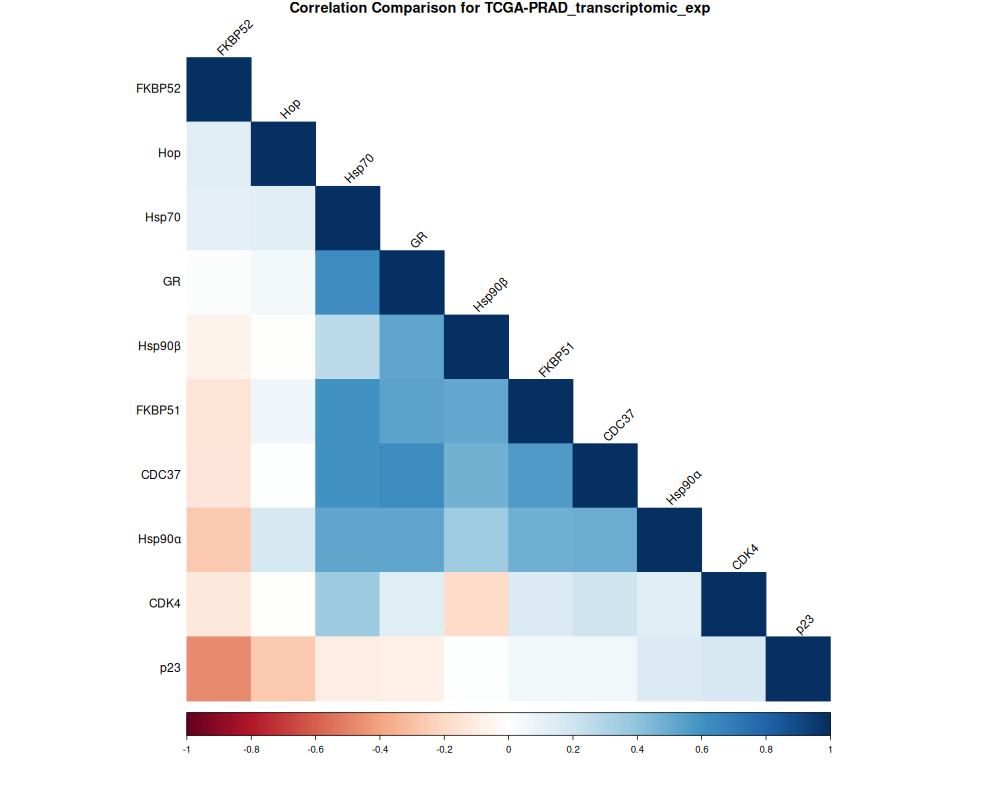 Correlation Comparison for TCGA-PRAD_transcriptomic_exp
FKBP52
Hop
Hsp70
GR
Hsp90β
FKBP51
CDC37
Hsp90α
CDK4
p23
FKBP52
Hop
Hsp70
GR
Hsp90β
FKBP51
CDC37
Hsp90α
CDK4
p23
-1 -0.8 -0.6 -0.4 -0.2 0 0.2 0.4 0.6 0.8 1